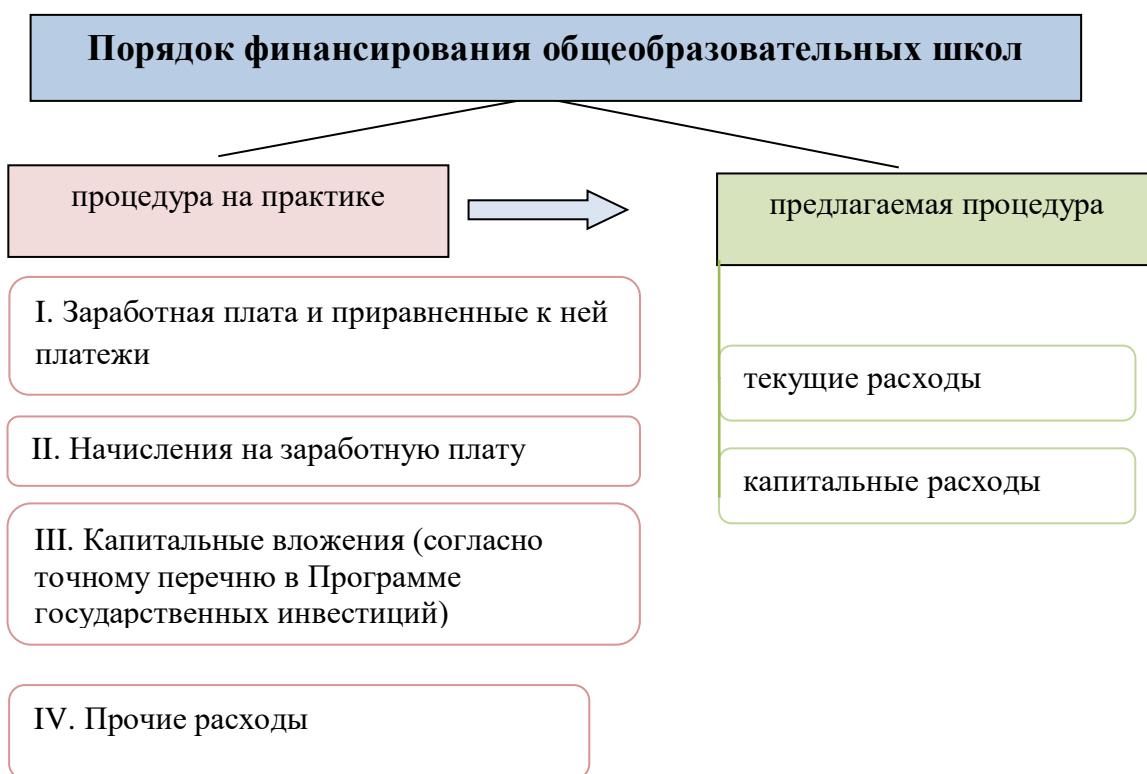 Порядок финансирования общеобразовательных школ
процедура на практике
предлагаемая процедура
I. Заработная плата и приравненные к ней
платежи
II. Начисления на заработную плату
III. Капитальные вложения (согласно
точному перечню в Программе
государственных инвестиций)
IV. Прочие расходы
текущие расходы
капитальные расходы